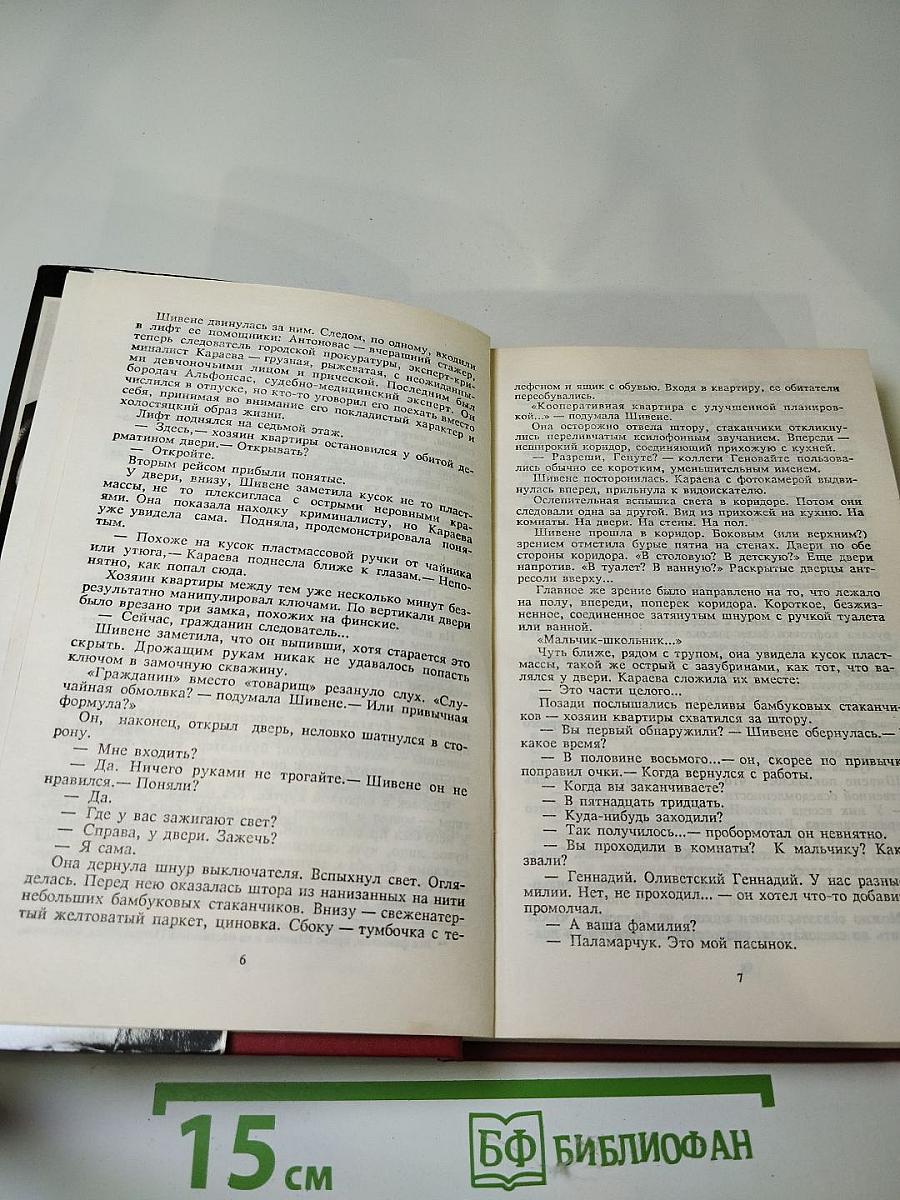 Шивене двинулась за ним. Следом, по одному, входили
в лифт ее помощники: Антоновас — вчерашний стажер,
теперь следователь городской прокуратуры, эксперт-кри-
миналист Караева — грузная, рыжеватая, с неожиданны-
ми девчоночьими лицом и прической. Последним был
бородач Альфонсас, судебно-медицинский эксперт. Он
числился в отпуске, но кто-то уговорил его поехать вместо
себя, принимая во внимание его покладистый характер и
холостяцкий образ жизни.
Лифт поднялся на седьмой этаж.
— Здесь,— хозяин квартиры остановился у обитой де-
рматином двери.— Открывать?
— Откройте.
Вторым рейсом прибыли понятые.
У двери, внизу, Шивене заметила кусок не то пласт-
массы, не то плексигласа с острыми неровными кра-
ями. Она показала находку криминалисту, но Караева
уже увидела сама. Подняла, продемонстрировала поня-
тым.
— Похоже на кусок пластмассовой ручки от чайника
или утюга,— Караева поднесла ближе к глазам.— Непо-
нятно, как попал сюда.
Хозяин квартиры между тем уже несколько минут без-
результатно манипулировал ключами. По вертикали двери
было врезано три замка, похожих на финские.
— Сейчас, гражданин следователь...
Шивене заметила, что он выпивши, хотя старается это
скрыть. Дрожащим рукам никак не удавалось попасть
ключом в замочную скважину.
«Гражданин» вместо «товарищ» резануло слух. «Слу-
чайная обмолвка? — подумала Шивене.— Или привычная
формула?»
Он, наконец, открыл дверь, неловко шатнулся в сто-
рону.
— Мне входить?
— Да. Ничего руками не трогайте.— Шивене он не
нравился.— Поняли?
— Да.
— Где у вас зажигают свет?
— Справа, у двери. Зажечь?
— Я сама.
Она дернула шнур выключателя. Вспыхнул свет. Огля-
делась. Перед нею оказалась штора из нанизанных на нити
небольших бамбуковых стаканчиков. Внизу — свеженатер-
тый желтоватый паркет, циновка. Сбоку — тумбочка с те-
6
лефоном и ящик с обувью. Входя в квартиру, ее обитатели
переобувались.
«Кооперативная квартира с улучшенной планиров-
кой...» — подумала Шивене.
Она осторожно отвела штору, стаканчики откликну-
лись переливчатым ксилофонным звучанием. Впереди —
неширокий коридор, соединяющий прихожую с кухней.
— Разреши, Генуте? — коллеги Геновайте пользова-
лись обычно ее коротким, уменьшительным именем.
Шивене посторонилась. Караева с фотокамерой выдви-
нулась вперед, прильнула к видоискателю.
Ослепительная вспышка света в коридоре. Потом они
следовали одна за другой. Вид из прихожей на кухню. На
комнаты. На двери. На стены. На пол.
Шивене прошла в коридор. Боковым (или верхним?)
зрением отметила бурые пятна на стенах. Двери по обе
стороны коридора. «В столовую? В детскую?» Еще двери
напротив. «В туалет? В ванную?» Раскрытые дверцы ант-
ресоли вверху...
Главное же зрение было направлено на то, что лежало
на полу, впереди, поперек коридора. Короткое, безжиз-
ненное, соединенное затянутым шнуром с ручкой туалета
или ванной.
«Мальчик-школьник...»
Чуть ближе, рядом с трупом, она увидела кусок пласт-
массы, такой же острый с зазубринами, как тот, что ва-
лялся у двери. Караева сложила их вместе:
— Это части целого...
Позади послышались переливы бамбуковых стаканчи-
ков — хозяин квартиры схватился за штору.
— Вы первый обнаружили? — Шивене обернулась.—
какое время?
— В половине восьмого...— он, скорее по привычк
поправил очки.— Когда вернулся с работы.
— Когда вы заканчиваете?
— В пятнадцать тридцать.
— Куда-нибудь заходили?
— Так получилось...— пробормотал он невнятно.
— Вы проходили в комнаты? К мальчику? Как
звали?
— Геннадий. Оливетский Геннадий. У нас разны
милии. Нет, не проходил... — он хотел что-то добави
промолчал.
— А ваша фамилия?
— Паламарчук. Это мой пасынок.
7
15 см
БФ БИБЛИОФАН